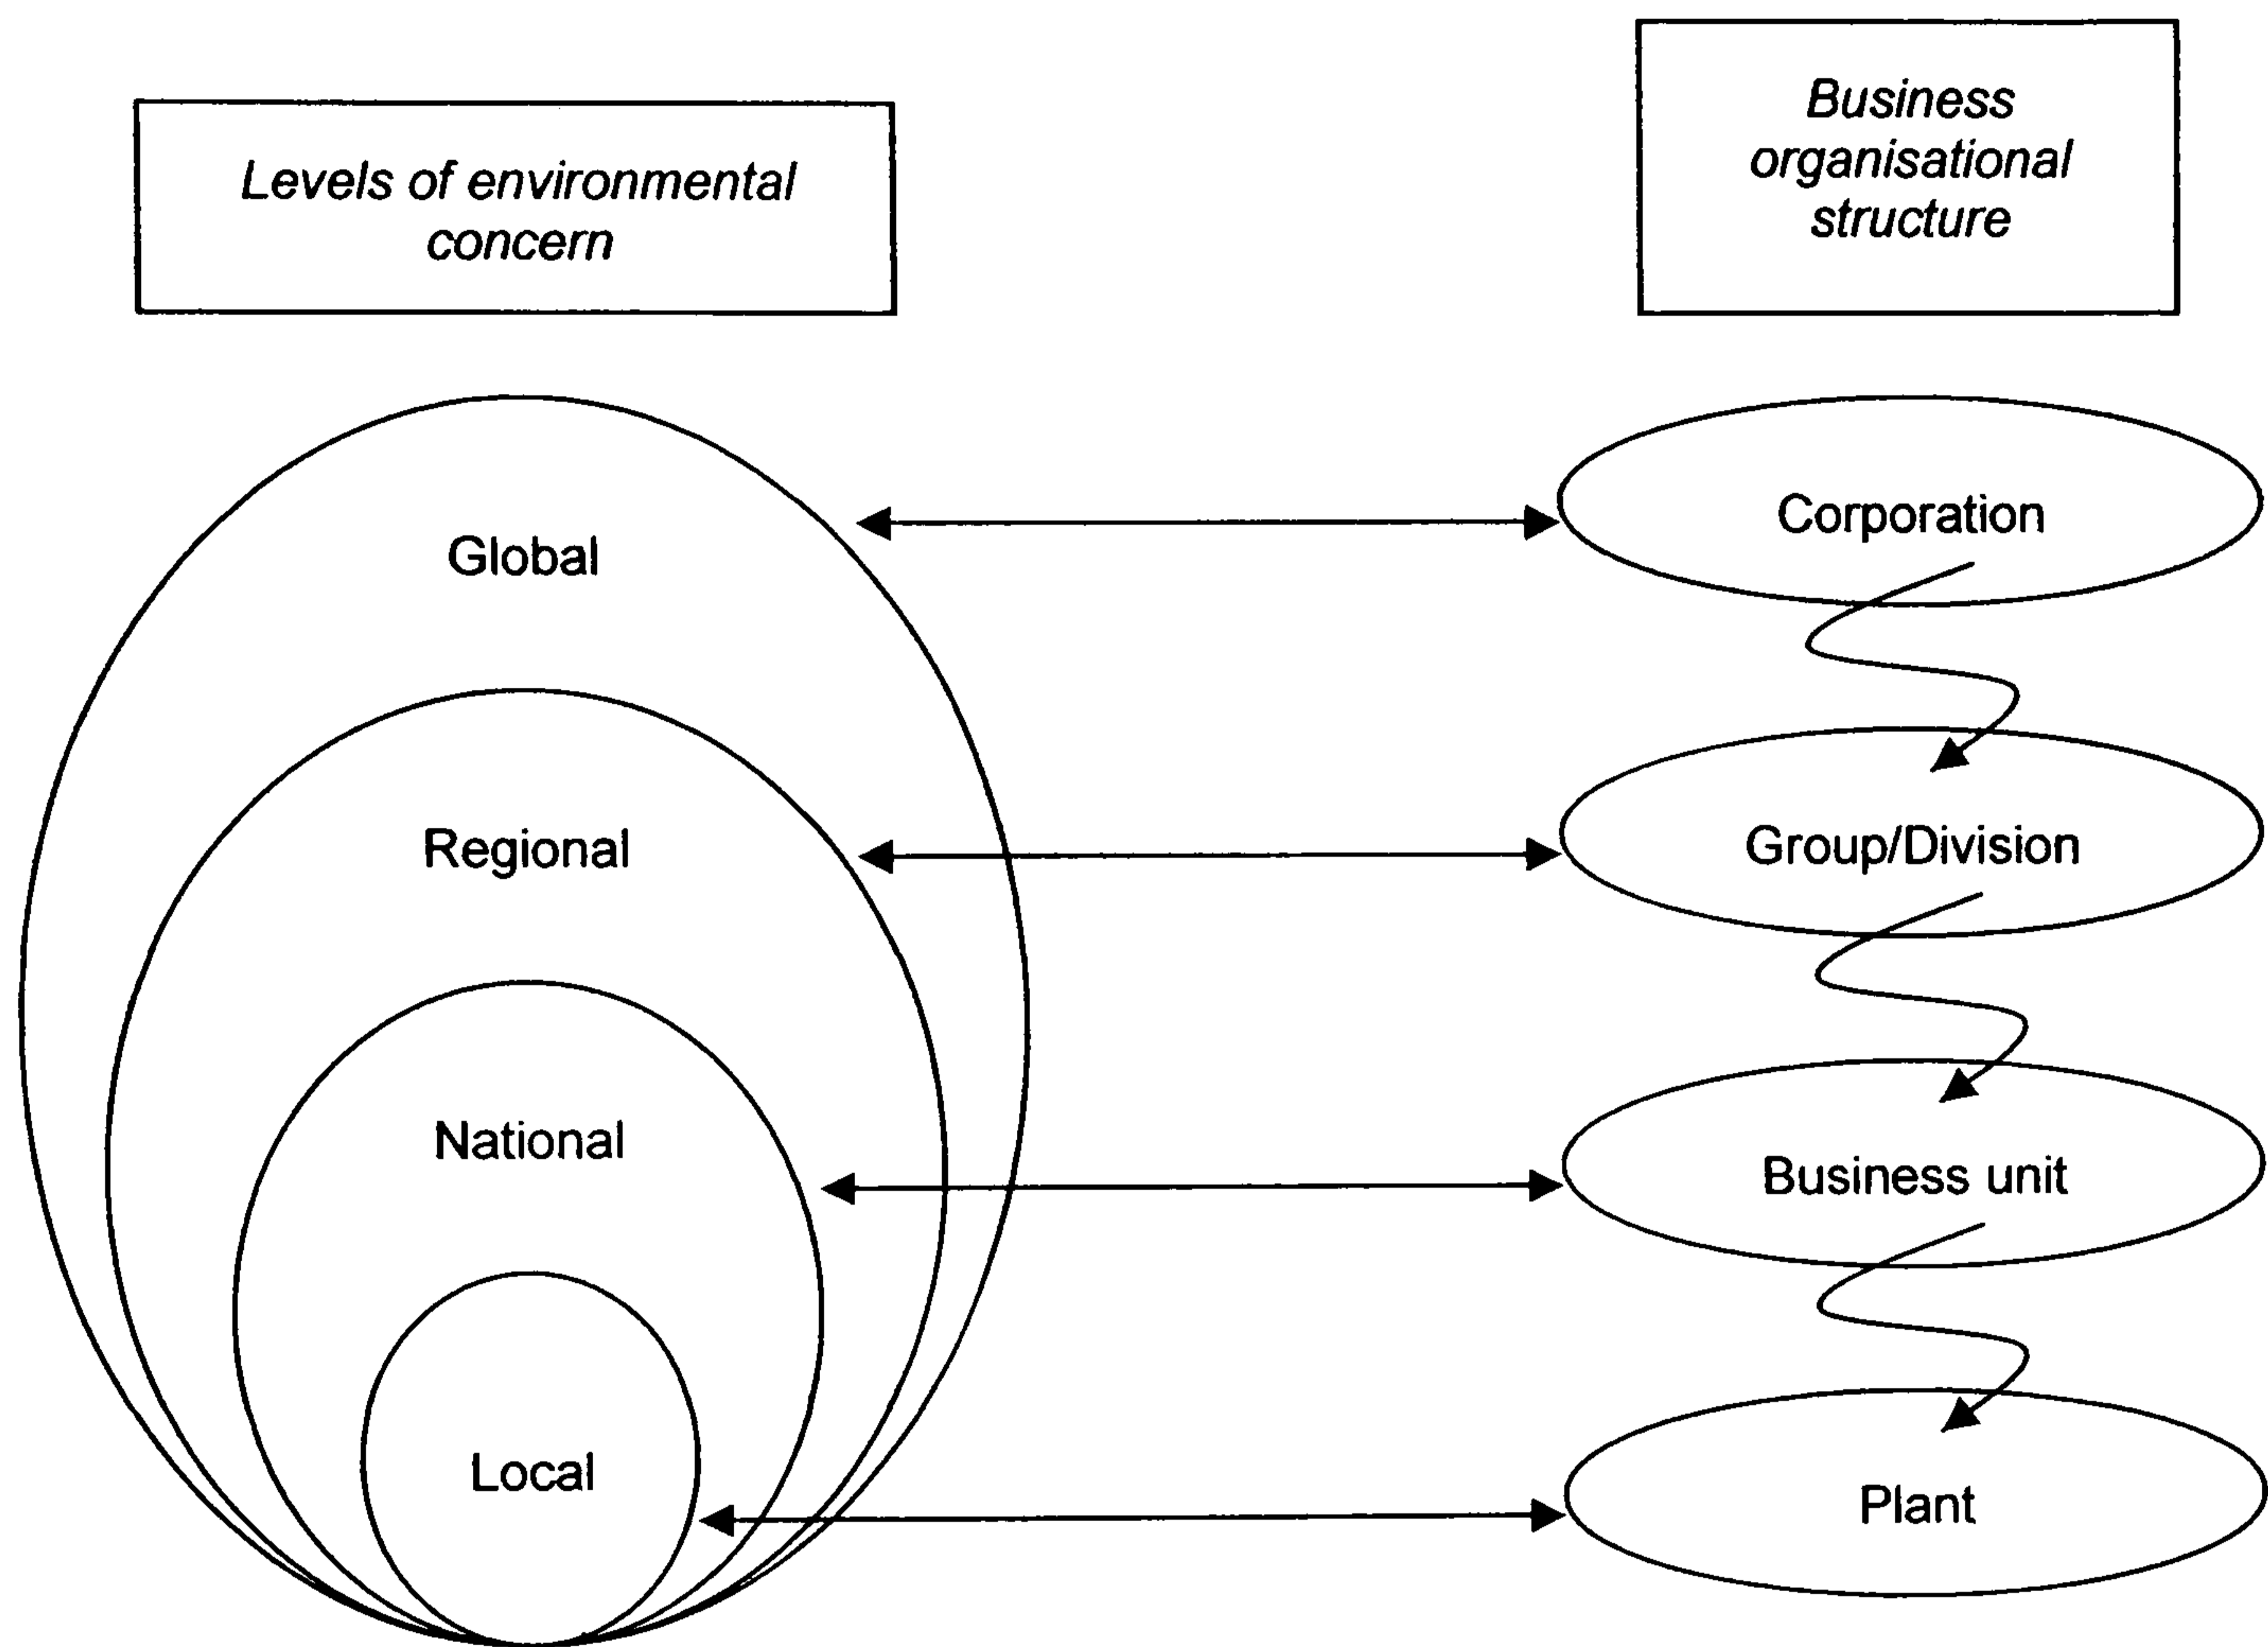 Levels of environmental
concern
Business
organisational
structure
Global
Corporation
Regional
Group/Division
National
Business unit
Local
Plant